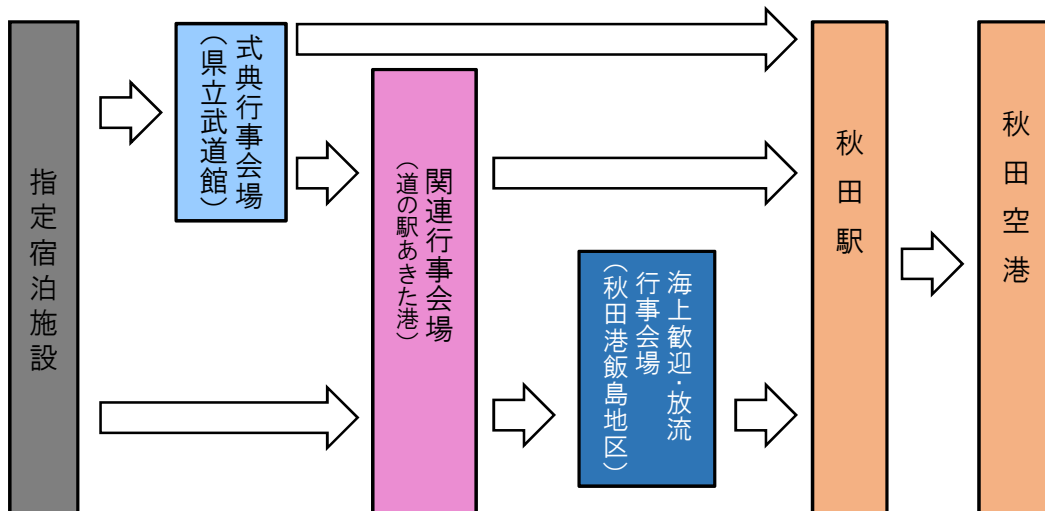 指定宿泊施設
式典行事会場
（県立武道館）
関連行事会場
（道の駅あきた港）
海上歓迎・放流
行事会場
（秋田港飯島地区）
秋田駅
秋田空港